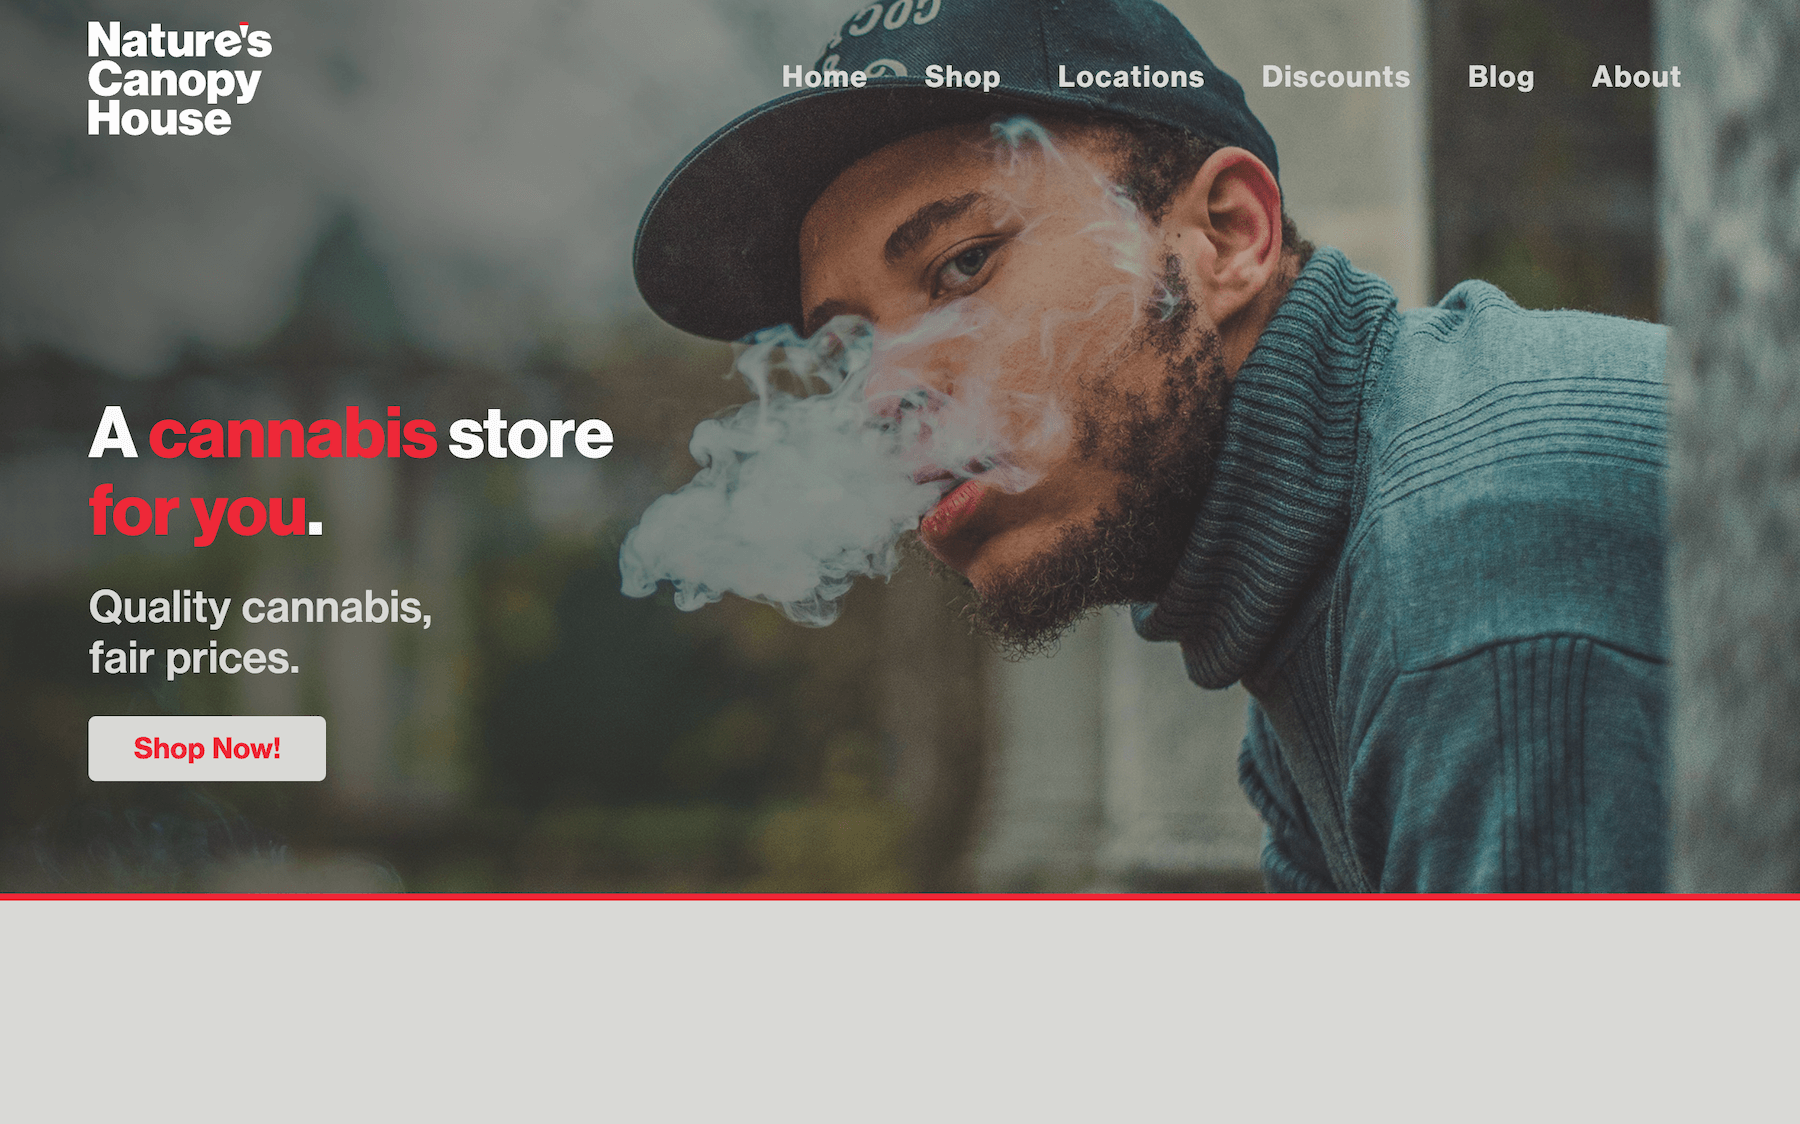 Nature's
Canopy
House
Home Shop Locations Discounts Blog About
A cannabis store
for you.
Quality cannabis,
fair prices.
Shop Now!